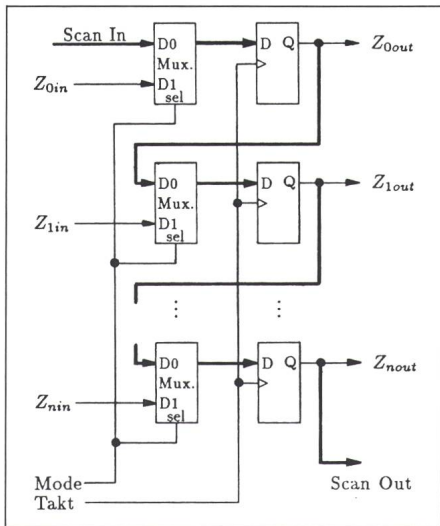 Scan In
D0
Mux.
D1
sel
D Q
Z0out
Z0in
D0
Mux.
D1
sel
D Q
Z1out
Z1in
D0
Mux.
D1
sel
D Q
Znout
Znin
Mode
Takt
Scan Out